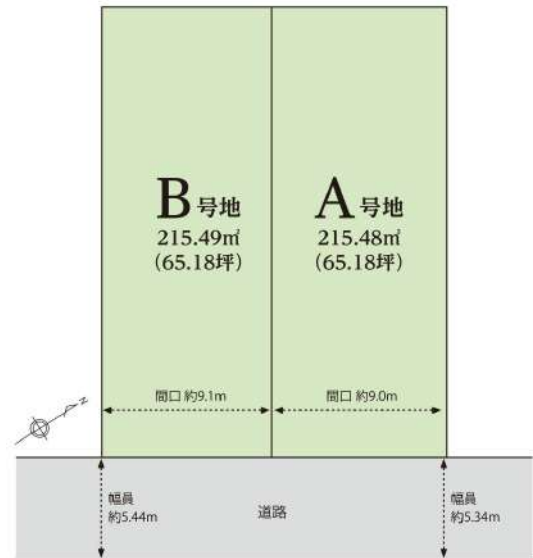 B 号地
215.49㎡
（65.18坪）
A 号地
215.48㎡
（65.18坪）
間口 約9.1m
間口 約9.0m
N
幅員
約5.44m
道路
幅員
約5.34m